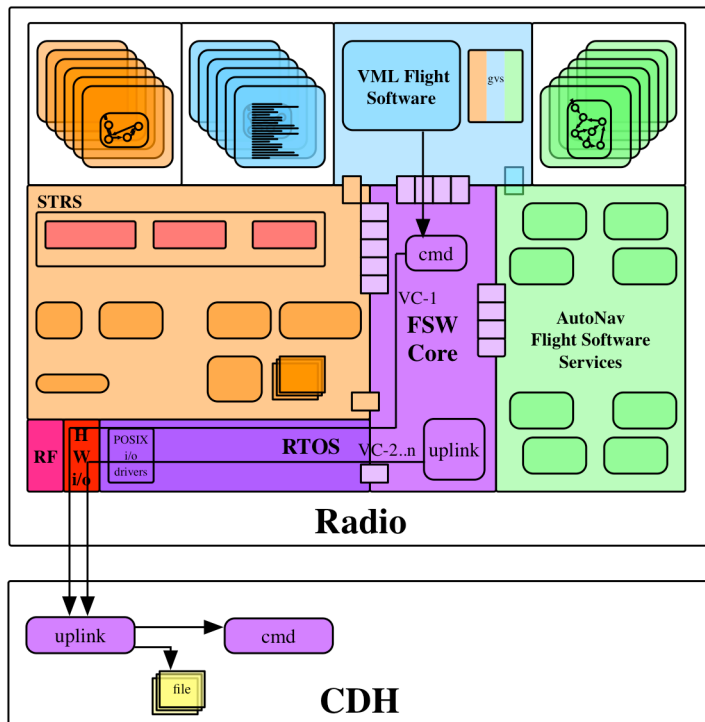 VML Flight
Software
gvs
STRS
cmd
VC-1
FSW
Core
AutoNav
Flight Software
Services
RF
H
W
i/o
POSIX
i/o
drivers
RTOS
VC-2..n
uplink
Radio
uplink
cmd
file
CDH